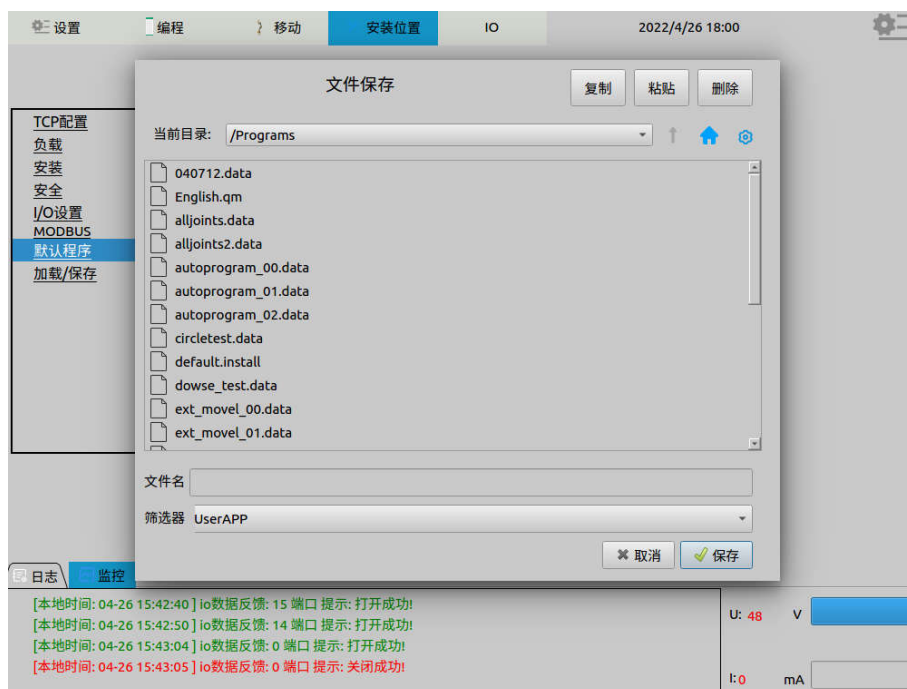 设置 编程 移动 安装位置 IO 2022/4/26 18:00
文件保存 复制 粘贴 删除
当前目录: /Programs
TCP配置
负载
安装
安全
I/O设置
MODBUS
默认程序
加载/保存
040712.data
English.qm
alljoints.data
alljoints2.data
autoprogram_00.data
autoprogram_01.data
autoprogram_02.data
circletest.data
default.install
dowse_test.data
ext_movel_00.data
ext_movel_01.data
文件名
筛选器 UserAPP
取消 保存
日志 监控
[本地时间: 04-26 15:42:40 ] io数据反馈: 15 端口 提示: 打开成功!
[本地时间: 04-26 15:42:50 ] io数据反馈: 14 端口 提示: 打开成功!
[本地时间: 04-26 15:43:04 ] io数据反馈: 0 端口 提示: 打开成功!
[本地时间: 04-26 15:43:05 ] io数据反馈: 0 端口 提示: 关闭成功!
U: 48 V
I: 0 mA